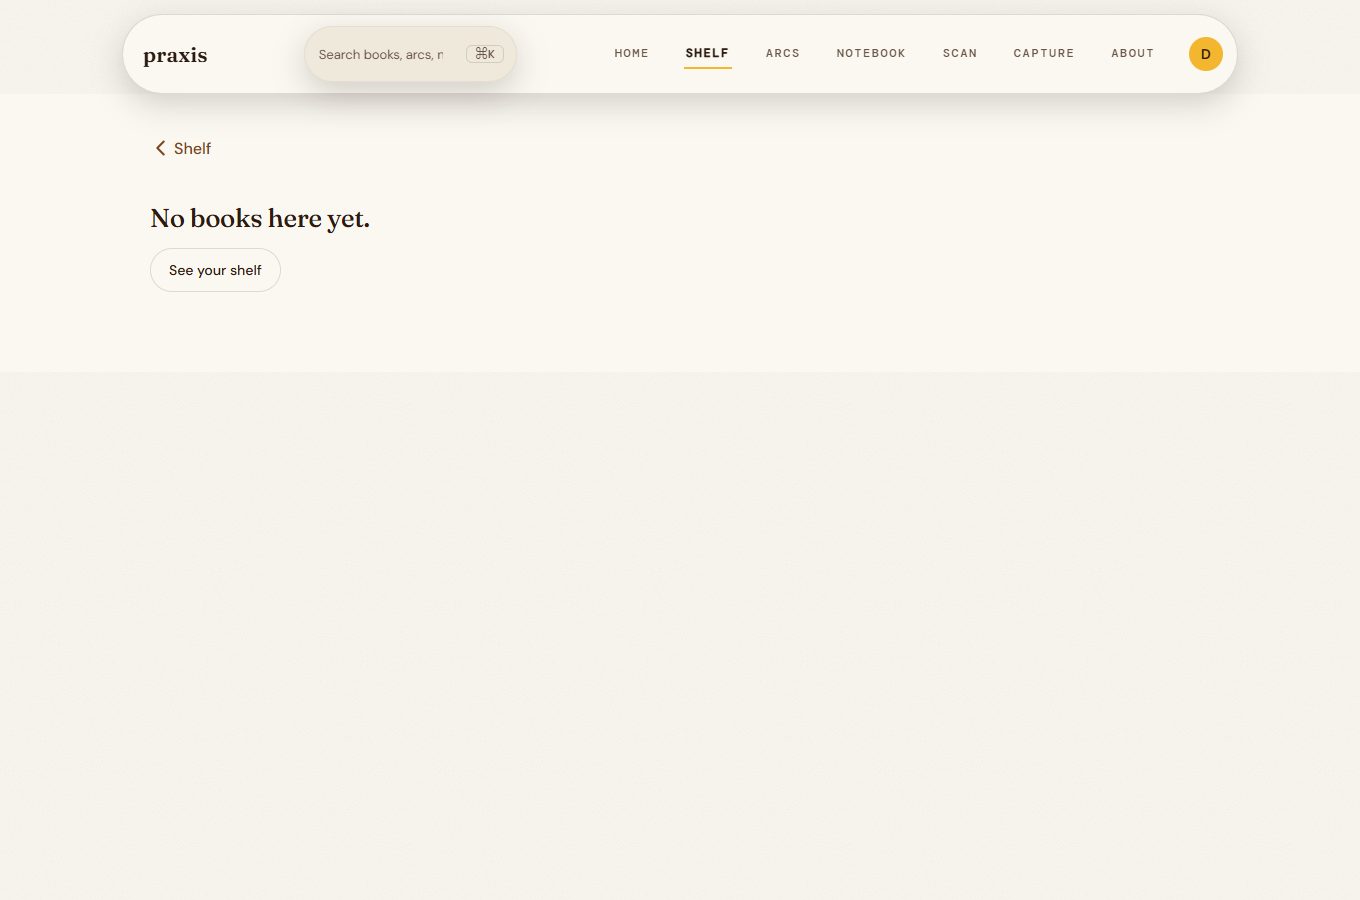 praxis
Search books, arcs, n
⌘K
HOME
SHELF
ARCS
NOTEBOOK
SCAN
CAPTURE
ABOUT
D
Shelf
No books here yet.
See your shelf